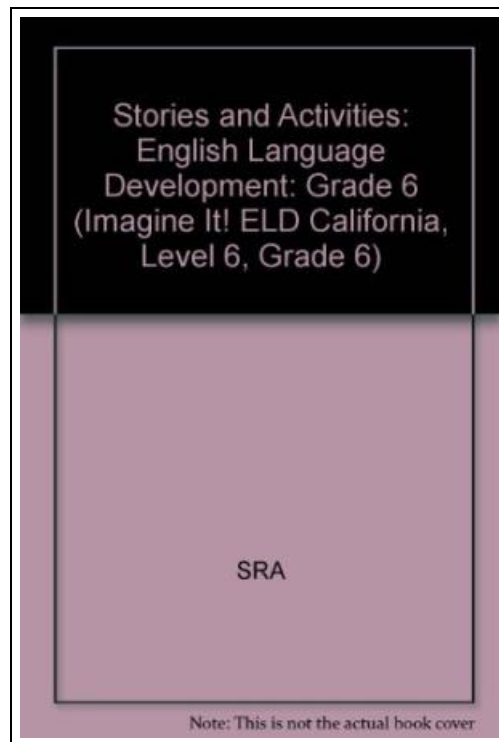 Stories and Activities:
English Language
Development: Grade 6
(Imagine It! ELD California,
Level 6, Grade 6)
SRA
Note: This is not the actual book cover